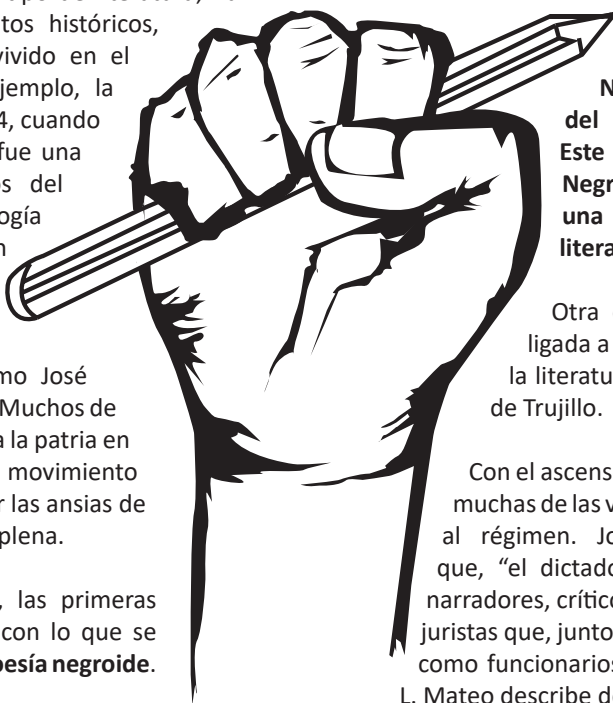 tos históricos,
vivido en el
jemplo, la
4, cuando
fue una
s del
ogía
n
mo José
Muchos de
a la patria en
movimiento
r las ansias de
plena.
, las primeras
con lo que se
oesía negroide.
N
del
Este
Negr
una
litera
Otra
ligada a
la literatu
de Trujillo.
Con el ascens
muchas de las v
al régimen. Jo
que, “el dictado
narradores, crítico
juristas que, junto
como funcionarios
L. Mateo describe d